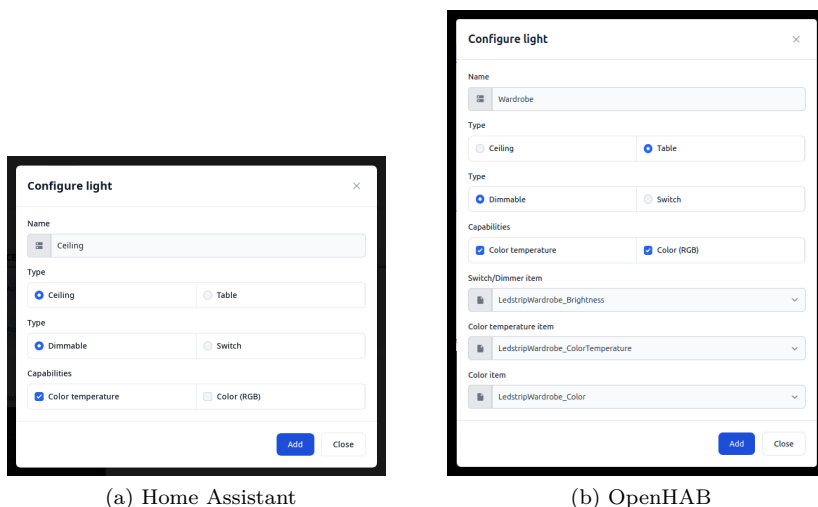 Configure light
Name
Ceiling
Type
Ceiling
Table
Type
Dimmable
Switch
Capabilities
Color temperature
Color (RGB)
Add
Close
(a) Home Assistant
Configure light
Name
Wardrobe
Type
Ceiling
Table
Type
Dimmable
Switch
Capabilities
Color temperature
Color (RGB)
Switch/Dimmer item
LedstripWardrobe_Brightness
Color temperature item
LedstripWardrobe_ColorTemperature
Color item
LedstripWardrobe_Color
Add
Close
(b) OpenHAB